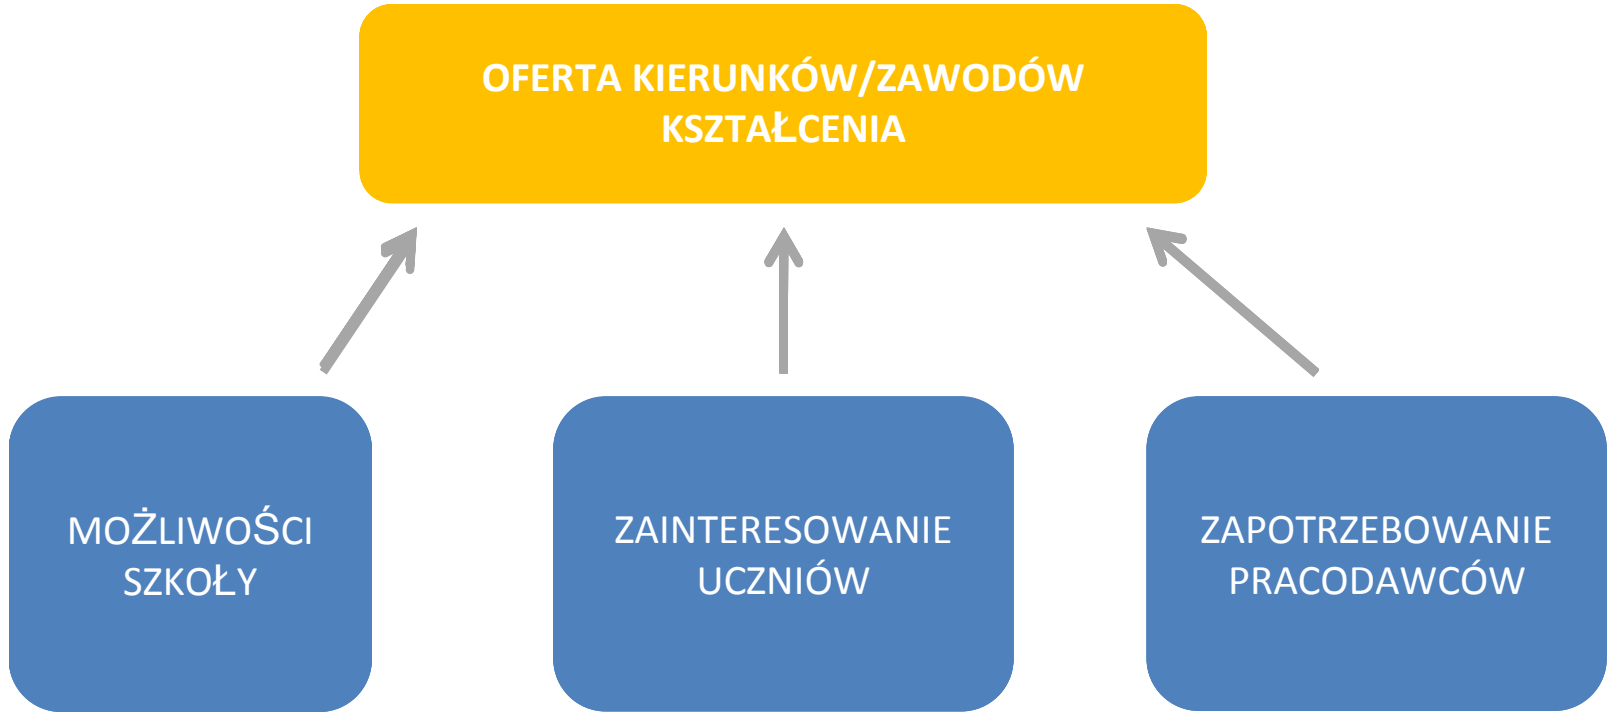 OFERTA KIERUNKÓW/ZAWODÓW
KSZTAŁCENIA
MOŻLIWOŚCI
SZKOŁY
ZAINTERESOWANIE
UCZNIÓW
ZAPOTRZEBOWANIE
PRACODAWCÓW